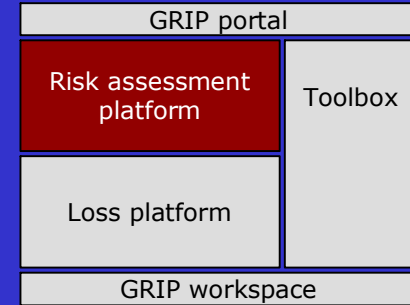 GRIP portal
Risk assessment
platform
Toolbox
Loss platform
GRIP workspace